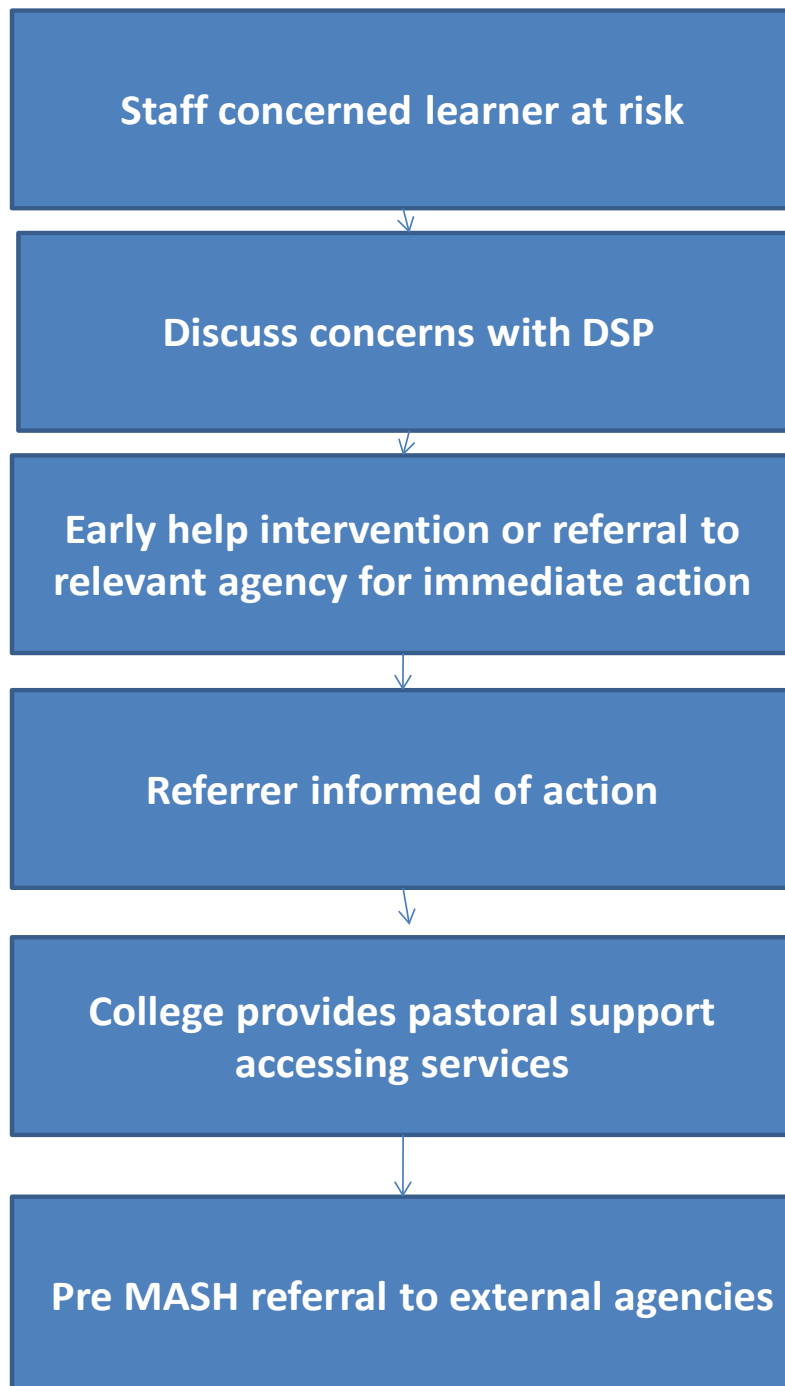 Staff concerned learner at risk
Discuss concerns with DSP
Early help intervention or referral to
relevant agency for immediate action
Referrer informed of action
College provides pastoral support
accessing services
Pre MASH referral to external agencies